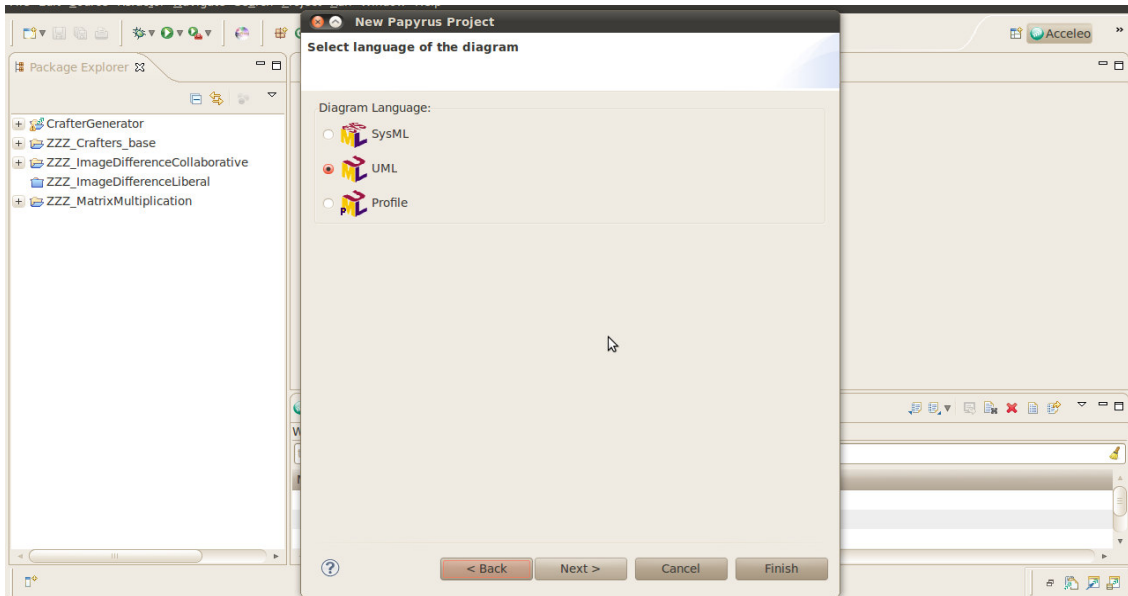 New Papyrus Project
Select language of the diagram
Acceleo
Package Explorer
CrafterGenerator
ZZZ_Crafters_base
ZZZ_ImageDifferenceCollaborative
ZZZ_ImageDifferenceLiberal
ZZZ_MatrixMultiplication
Diagram Language:
SysML
UML
Profile
< Back Next > Cancel Finish